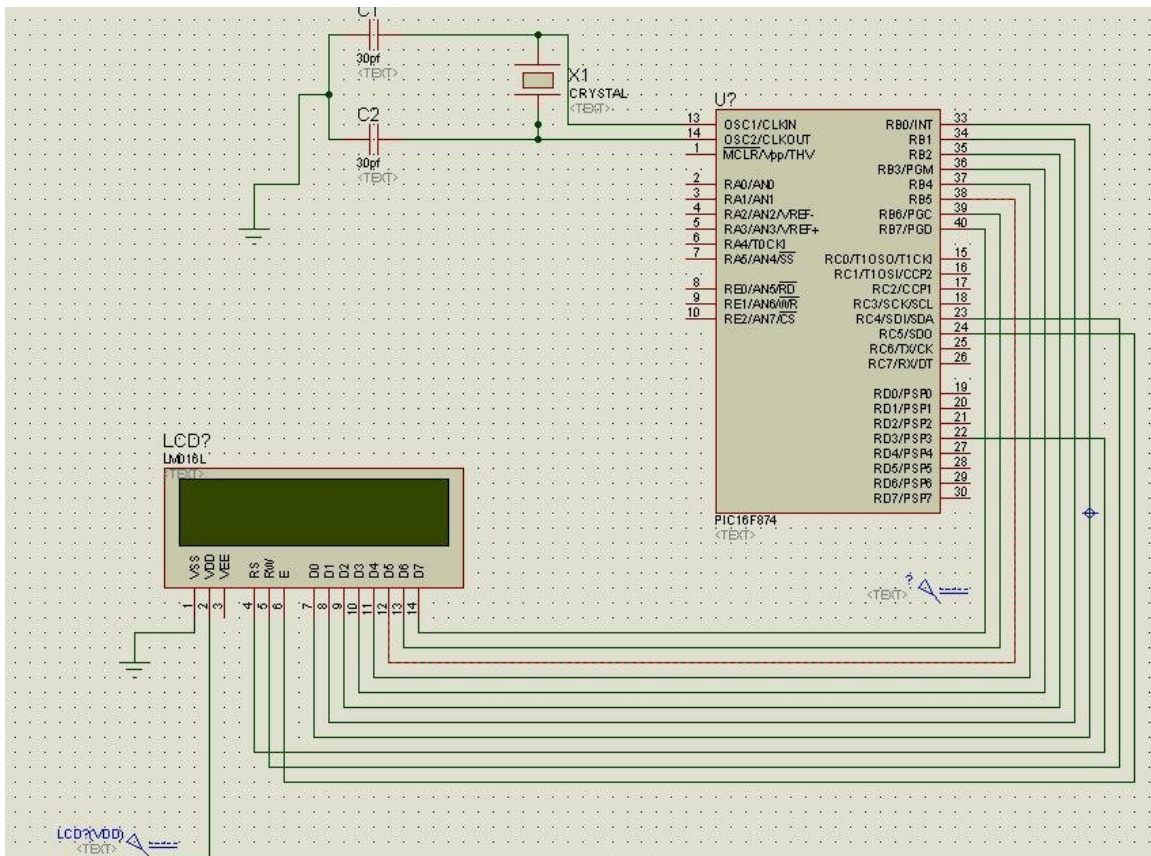 C1
30pf
<TEXT>
X1
CRYSTAL
<TEXT>
C2
30pf
<TEXT>
U?
13 OSC1/CLKIN
14 OSC2/CLKOUT
1 MCLR/Vpp/THV
2 RA0/AN0
3 RA1/AN1
4 RA2/AN2/VREF-
5 RA3/AN3/VREF+
6 RA4/T0CKI
7 RA5/AN4/SS
8 RE0/AN5/RD
9 RE1/AN6/WR
10 RE2/AN7/CS
RB0/INT 33
RB1 34
RB2 35
RB3/PGM 36
RB4 37
RB5 38
RB6/PGC 39
RB7/PGD 40
RC0/T1OSO/T1CKI 15
RC1/T1OSI/CCP2 16
RC2/CCP1 17
RC3/SCK/SCL 18
RC4/SDI/SDA 23
RC5/SDO 24
RC6/TX/CK 25
RC7/RX/DT 26
RD0/PSP0 19
RD1/PSP1 20
RD2/PSP2 21
RD3/PSP3 22
RD4/PSP4 27
RD5/PSP5 28
RD6/PSP6 29
RD7/PSP7 30
PIC16F874
<TEXT>
LCD?
LM016L
<TEXT>
VSS VDD VEE RS RW E D0 D1 D2 D3 D4 D5 D6 D7
1 2 3 4 5 6 7 8 9 10 11 12 13 14
?
<TEXT>
LCD?(VDD)
<TEXT>